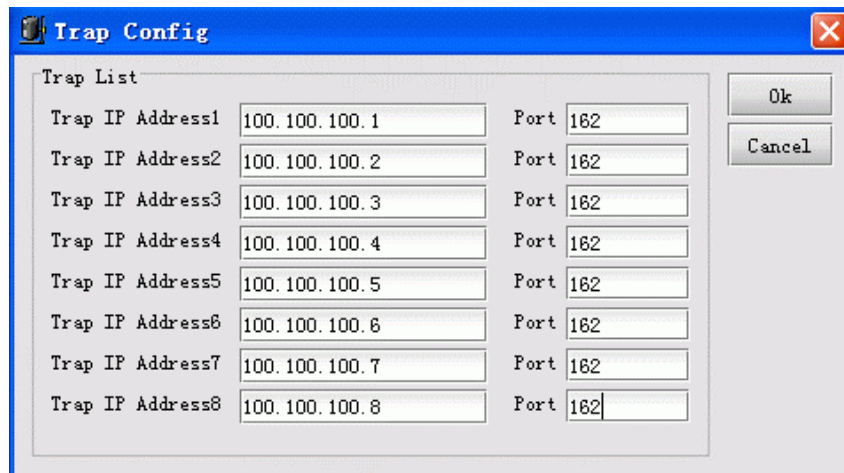 Trap Config
Trap List
Ok
Trap IP Address1 100.100.100.1 Port 162
Cancel
Trap IP Address2 100.100.100.2 Port 162
Trap IP Address3 100.100.100.3 Port 162
Trap IP Address4 100.100.100.4 Port 162
Trap IP Address5 100.100.100.5 Port 162
Trap IP Address6 100.100.100.6 Port 162
Trap IP Address7 100.100.100.7 Port 162
Trap IP Address8 100.100.100.8 Port 162